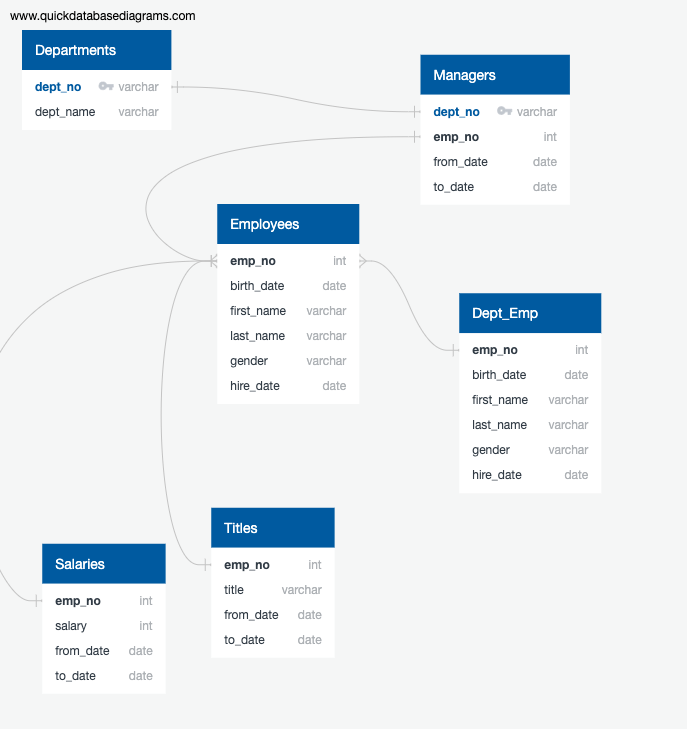 www.quickdatabasediagrams.com
Departments
dept_no varchar
dept_name varchar
Managers
dept_no varchar
emp_no int
from_date date
to_date date
Employees
emp_no int
birth_date date
first_name varchar
last_name varchar
gender varchar
hire_date date
Dept_Emp
emp_no int
birth_date date
first_name varchar
last_name varchar
gender varchar
hire_date date
Titles
emp_no int
title varchar
from_date date
to_date date
Salaries
emp_no int
salary int
from_date date
to_date date